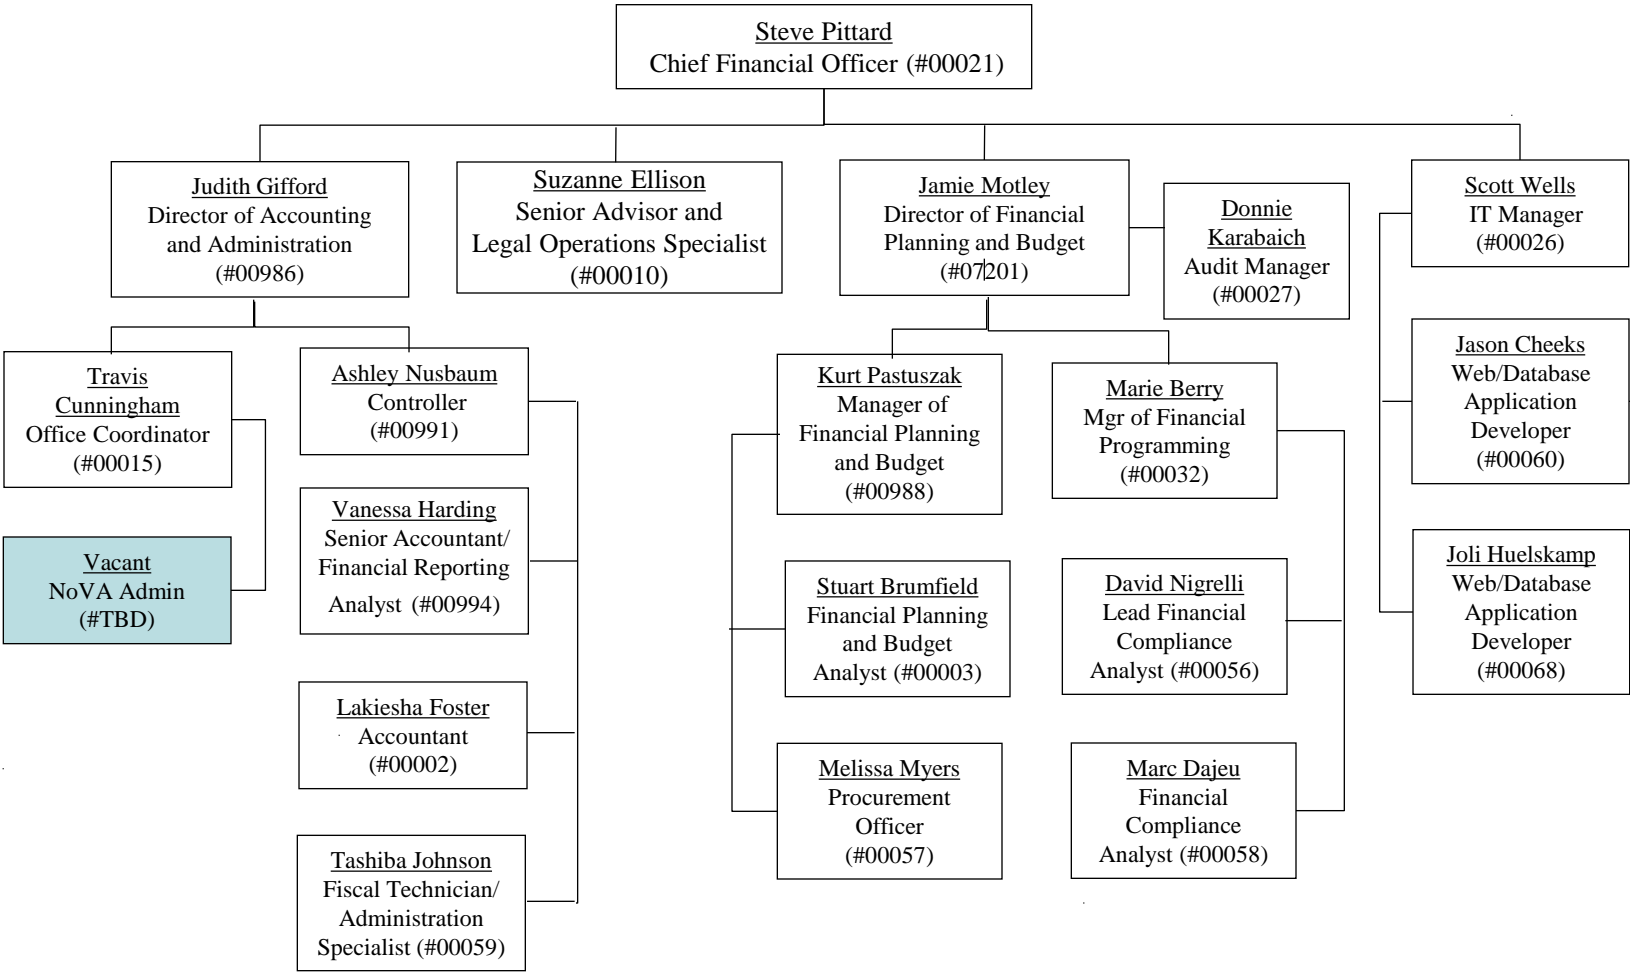 Steve Pittard
Chief Financial Officer (#00021)
Judith Gifford
Director of Accounting
and Administration
(#00986)
Suzanne Ellison
Senior Advisor and
Legal Operations Specialist
(#00010)
Jamie Motley
Director of Financial
Planning and Budget
(#07201)
Donnie
Karabaich
Audit Manager
(#00027)
Scott Wells
IT Manager
(#00026)
Travis
Cunningham
Office Coordinator
(#00015)
Vacant
NoVA Admin
(#TBD)
Ashley Nusbaum
Controller
(#00991)
Vanessa Harding
Senior Accountant/
Financial Reporting
Analyst (#00994)
Lakiesha Foster
Accountant
(#00002)
Tashiba Johnson
Fiscal Technician/
Administration
Specialist (#00059)
Kurt Pastuszak
Manager of
Financial Planning
and Budget
(#00988)
Stuart Brumfield
Financial Planning
and Budget
Analyst (#00003)
Melissa Myers
Procurement
Officer
(#00057)
Marie Berry
Mgr of Financial
Programming
(#00032)
David Nigrelli
Lead Financial
Compliance
Analyst (#00056)
Marc Dajeu
Financial
Compliance
Analyst (#00058)
Jason Cheeks
Web/Database
Application
Developer
(#00060)
Joli Huelskamp
Web/Database
Application
Developer
(#00068)